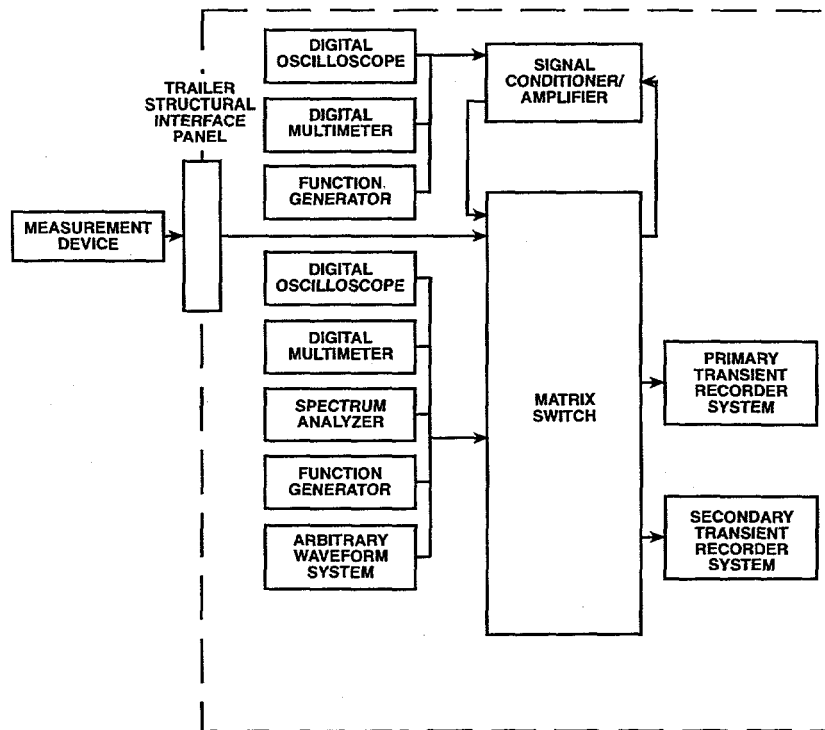 DIGITAL
OSCILLOSCOPE
SIGNAL
CONDITIONER/
AMPLIFIER
TRAILER
STRUCTURAL
INTERFACE
PANEL
DIGITAL
MULTIMETER
FUNCTION
GENERATOR
MEASUREMENT
DEVICE
DIGITAL
OSCILLOSCOPE
DIGITAL
MULTIMETER
SPECTRUM
ANALYZER
FUNCTION
GENERATOR
ARBITRARY
WAVEFORM
SYSTEM
MATRIX
SWITCH
PRIMARY
TRANSIENT
RECORDER
SYSTEM
SECONDARY
TRANSIENT
RECORDER
SYSTEM